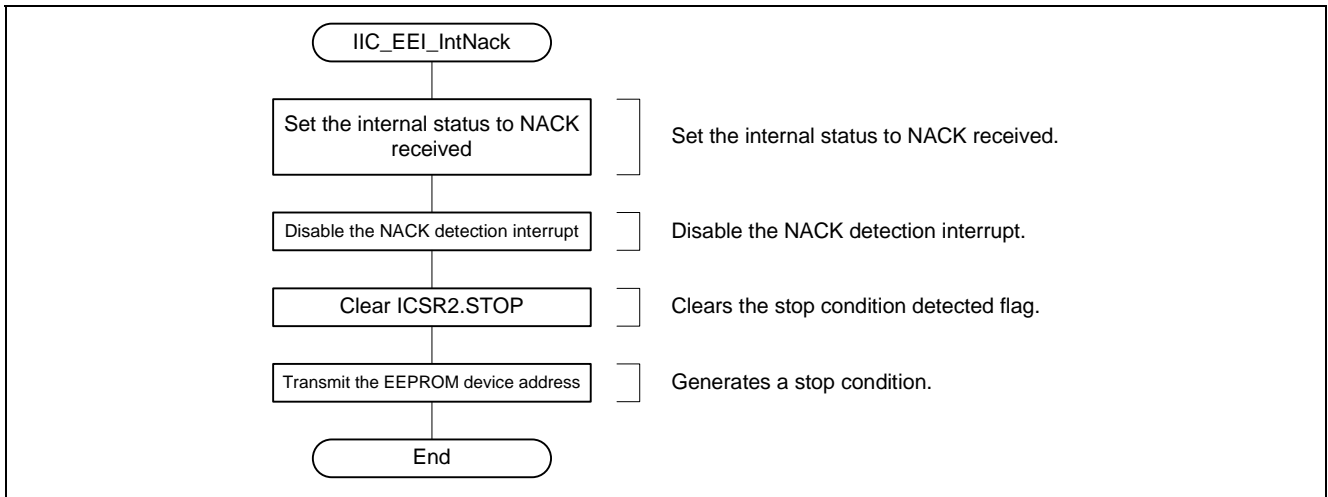 IIC_EEI_IntNack
Set the internal status to NACK
received
Set the internal status to NACK received.
Disable the NACK detection interrupt
Disable the NACK detection interrupt.
Clear ICSR2.STOP
Clears the stop condition detected flag.
Transmit the EEPROM device address
Generates a stop condition.
End